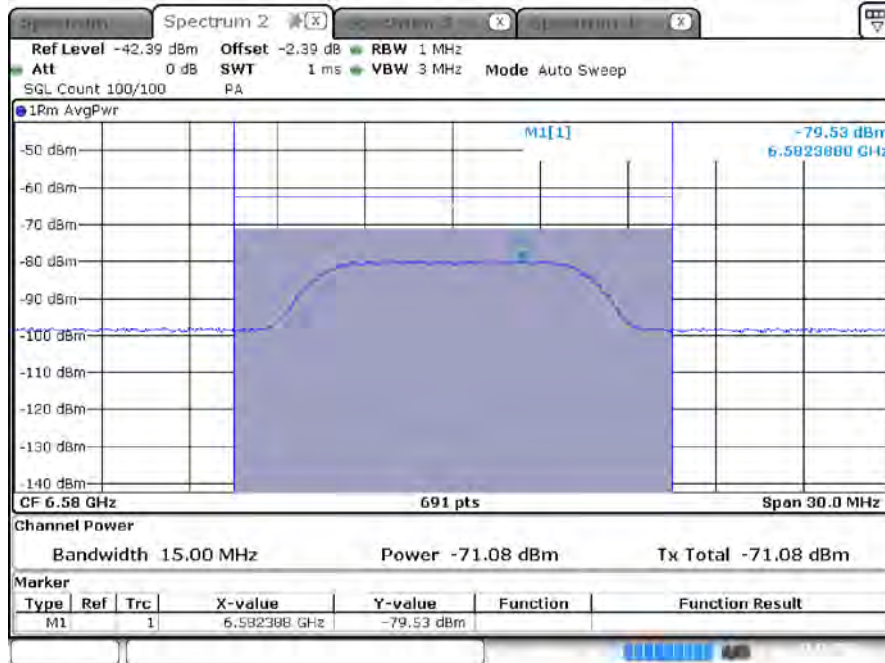 Spectrum 2
Ref Level -42.39 dBm Offset -2.39 dB RBW 1 MHz
Att 0 dB SWT 1 ms VBW 3 MHz Mode Auto Sweep
SGL Count 100/100 PA
1Rm AvgPwr
M1[1] -79.53 dBm
6.5823880 GHz
-50 dBm
-60 dBm
-70 dBm
-80 dBm
-90 dBm
-100 dBm
-110 dBm
-120 dBm
-130 dBm
-140 dBm
CF 6.58 GHz 691 pts Span 30.0 MHz
Channel Power
Bandwidth 15.00 MHz Power -71.08 dBm Tx Total -71.08 dBm
Marker
Type Ref Trc X-value Y-value Function Function Result
M1 1 6.582388 GHz -79.53 dBm